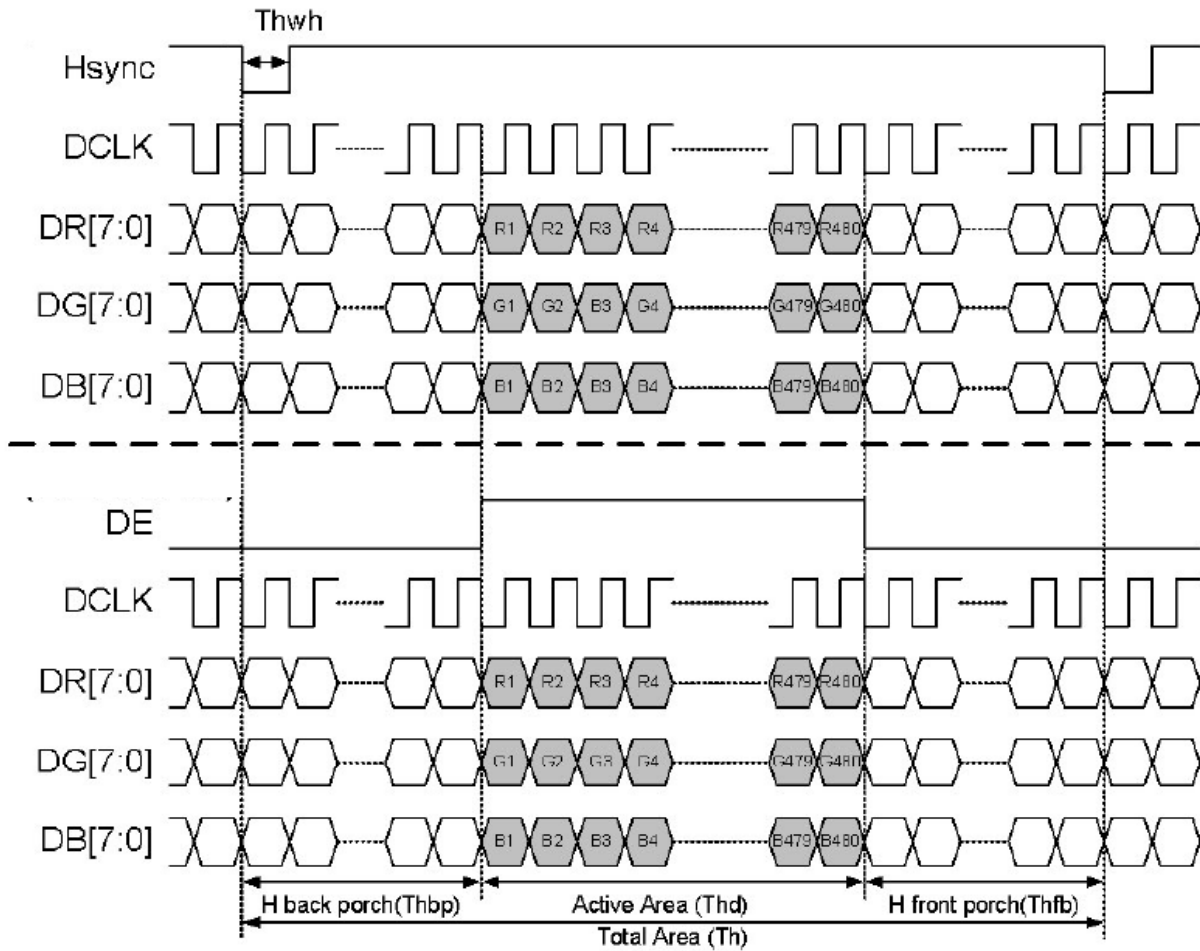 Thwh
Hsync
DCLK
DR[7:0] R1 R2 R3 R4 R479 R480
DG[7:0] G1 G2 B3 G4 G479 G480
DB[7:0] B1 B2 B3 B4 B479 B480
DE
DCLK
DR[7:0] R1 R2 R3 R4 R479 R480
DG[7:0] G1 G2 G3 G4 G479 G480
DB[7:0] B1 B2 B3 B4 B479 B480
H back porch(Thbp) Active Area (Thd) H front porch(Thfb)
Total Area (Th)